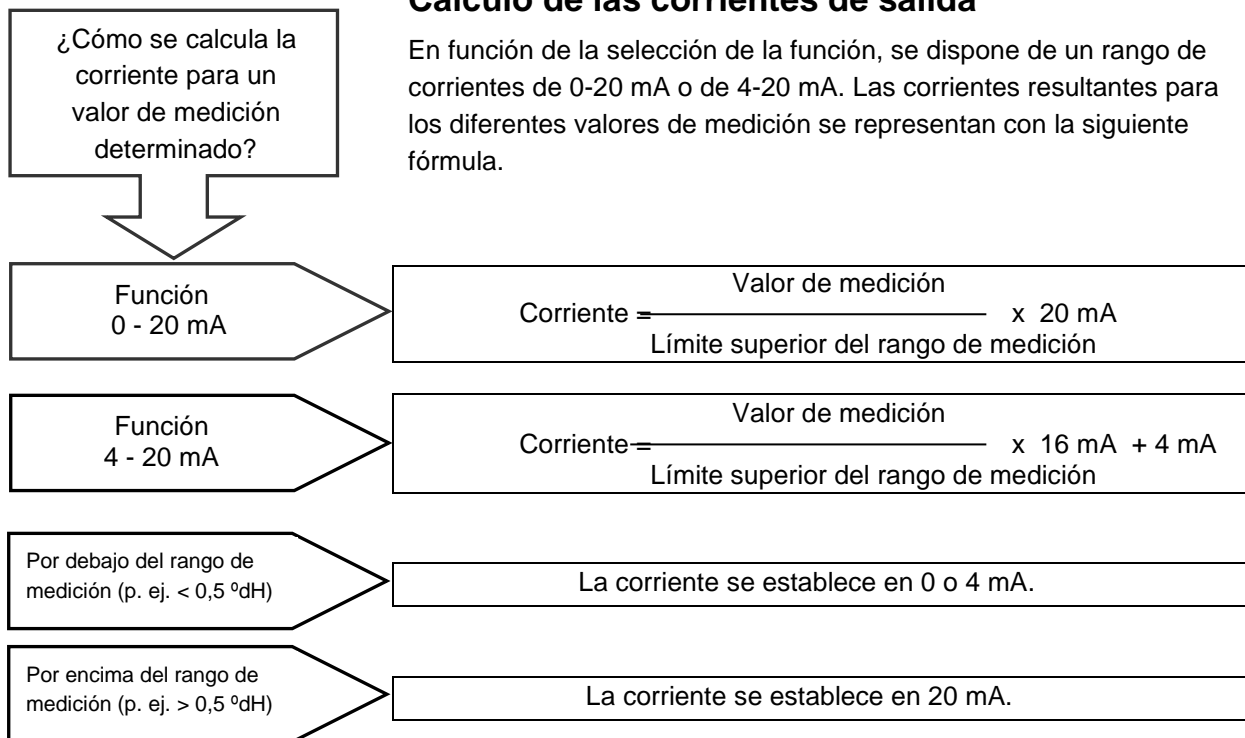 Cálculo de las corrientes de salida
¿Cómo se calcula la
corriente para un
valor de medición
determinado?
En función de la selección de la función, se dispone de un rango de
corrientes de 0-20 mA o de 4-20 mA. Las corrientes resultantes para
los diferentes valores de medición se representan con la siguiente
fórmula.
Función
0 - 20 mA
Valor de medición
Corriente = x 20 mA
Límite superior del rango de medición
Función
4 - 20 mA
Valor de medición
Corriente = x 16 mA + 4 mA
Límite superior del rango de medición
Por debajo del rango de
medición (p. ej. < 0,5 ºdH)
La corriente se establece en 0 o 4 mA.
Por encima del rango de
medición (p. ej. > 0,5 ºdH)
La corriente se establece en 20 mA.